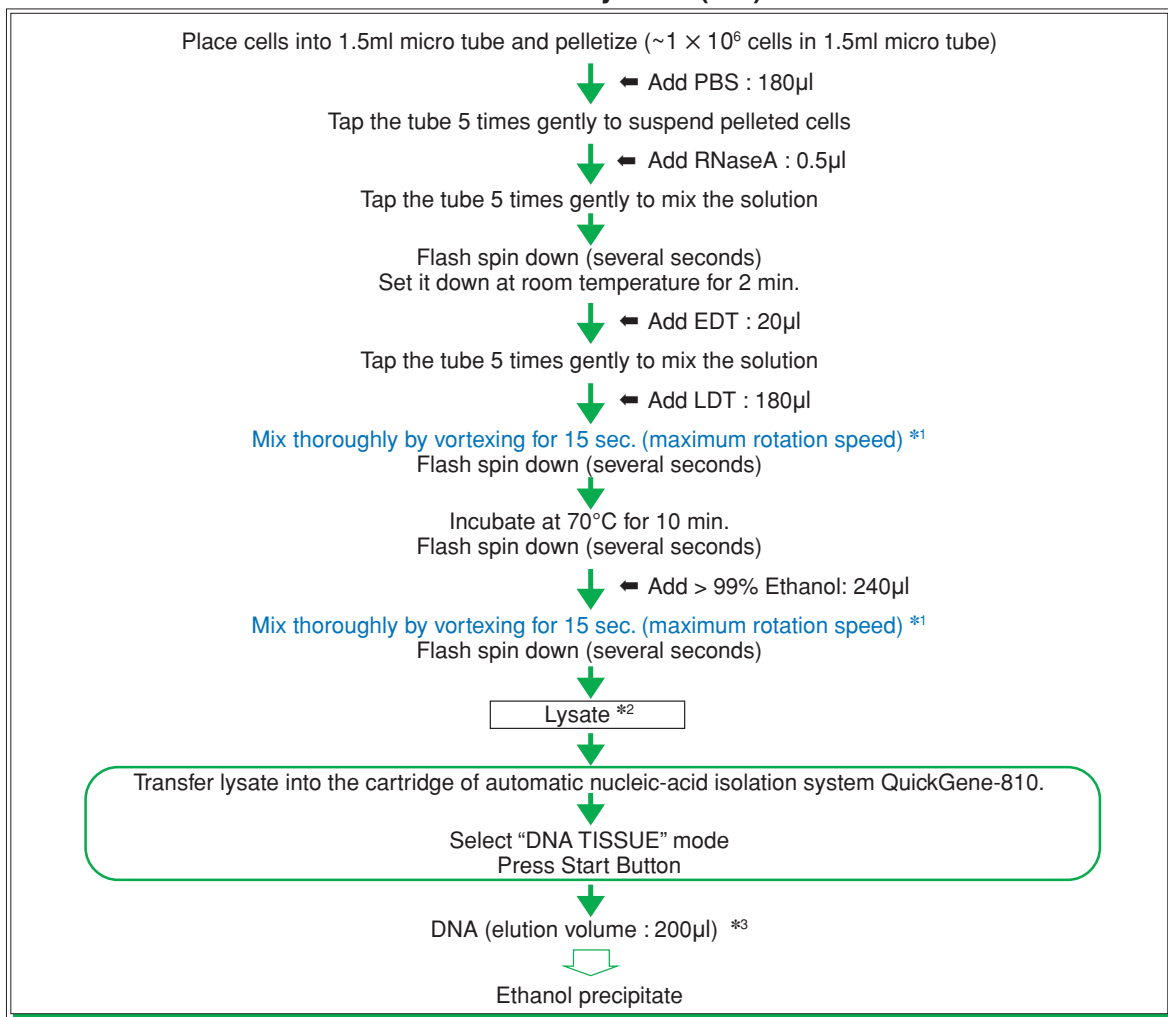 Place cells into 1.5ml micro tube and pelletize (~1 × 10⁶ cells in 1.5ml micro tube)
⬅ Add PBS : 180µl
Tap the tube 5 times gently to suspend pelleted cells
⬅ Add RNaseA : 0.5µl
Tap the tube 5 times gently to mix the solution
Flash spin down (several seconds)
Set it down at room temperature for 2 min.
⬅ Add EDT : 20µl
Tap the tube 5 times gently to mix the solution
⬅ Add LDT : 180µl
Mix thoroughly by vortexing for 15 sec. (maximum rotation speed) *1
Flash spin down (several seconds)
Incubate at 70°C for 10 min.
Flash spin down (several seconds)
⬅ Add > 99% Ethanol: 240µl
Mix thoroughly by vortexing for 15 sec. (maximum rotation speed) *1
Flash spin down (several seconds)
Lysate *2
Transfer lysate into the cartridge of automatic nucleic-acid isolation system QuickGene-810.
Select “DNA TISSUE” mode
Press Start Button
DNA (elution volume : 200µl) *3
Ethanol precipitate